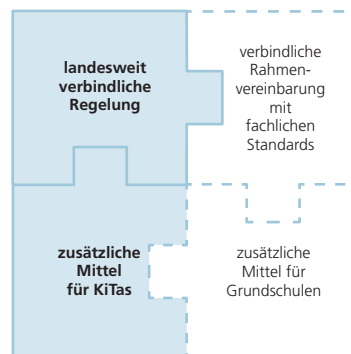 landesweit
verbindliche
Regelung
verbindliche
Rahmen-
vereinbarung
mit
fachlichen
Standards
zusätzliche
Mittel
für KiTas
zusätzliche
Mittel für
Grundschulen